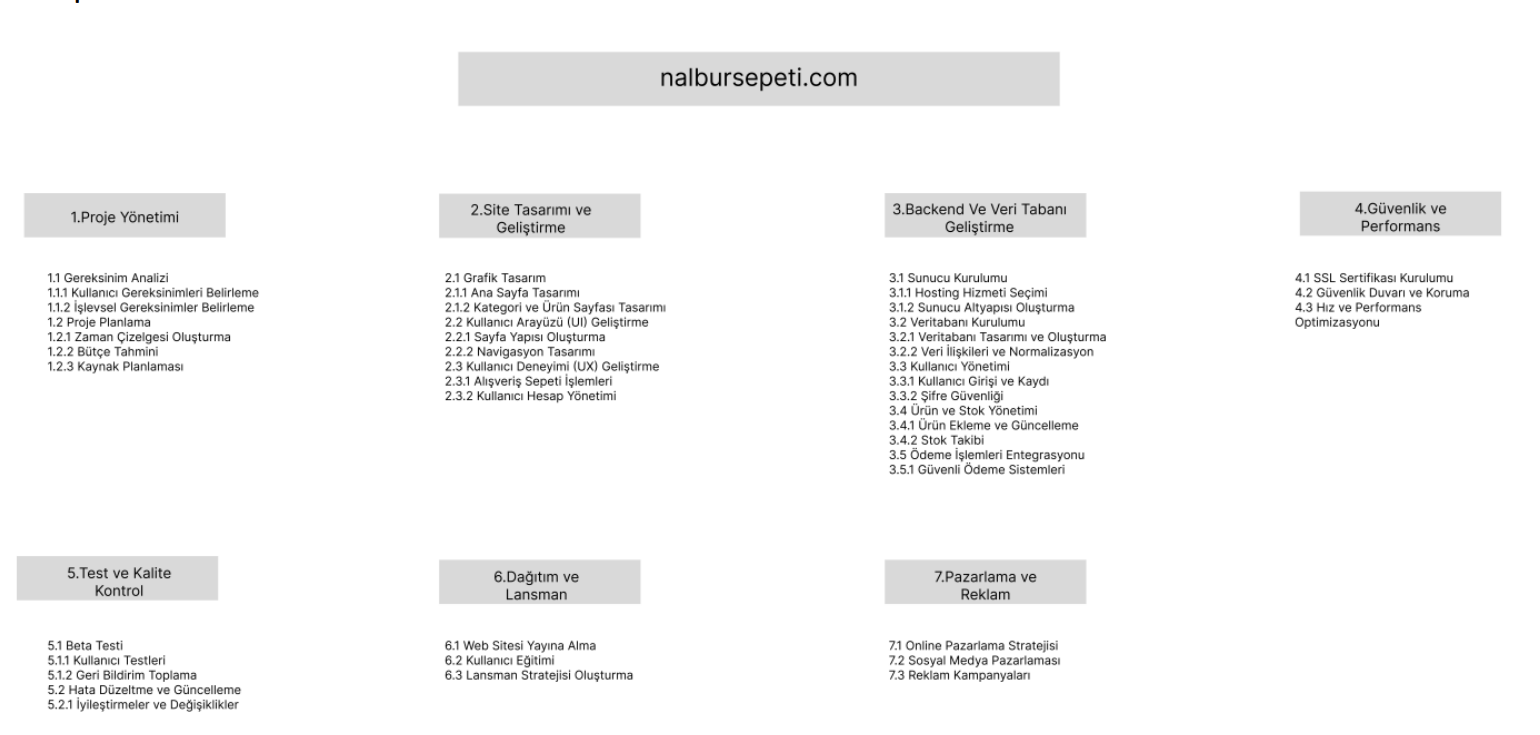 nalbursepeti.com
1.Proje Yönetimi
1.1 Gereksinim Analizi
1.1.1 Kullanıcı Gereksinimleri Belirleme
1.1.2 İşlevsel Gereksinimler Belirleme
1.2 Proje Planlama
1.2.1 Zaman Çizelgesi Oluşturma
1.2.2 Bütçe Tahmini
1.2.3 Kaynak Planlaması
2.Site Tasarımı ve
Geliştirme
2.1 Grafik Tasarım
2.1.1 Ana Sayfa Tasarımı
2.1.2 Kategori ve Ürün Sayfası Tasarımı
2.2 Kullanıcı Arayüzü (UI) Geliştirme
2.2.1 Sayfa Yapısı Oluşturma
2.2.2 Navigasyon Tasarımı
2.3 Kullanıcı Deneyimi (UX) Geliştirme
2.3.1 Alışveriş Sepeti İşlemleri
2.3.2 Kullanıcı Hesap Yönetimi
3.Backend Ve Veri Tabanı
Geliştirme
3.1 Sunucu Kurulumu
3.1.1 Hosting Hizmeti Seçimi
3.1.2 Sunucu Altyapısı Oluşturma
3.2 Veritabanı Kurulumu
3.2.1 Veritabanı Tasarımı ve Oluşturma
3.2.2 Veri İlişkileri ve Normalizasyon
3.3 Kullanıcı Yönetimi
3.3.1 Kullanıcı Girişi ve Kaydı
3.3.2 Şifre Güvenliği
3.4 Ürün ve Stok Yönetimi
3.4.1 Ürün Ekleme ve Güncelleme
3.4.2 Stok Takibi
3.5 Ödeme İşlemleri Entegrasyonu
3.5.1 Güvenli Ödeme Sistemleri
4.Güvenlik ve
Performans
4.1 SSL Sertifikası Kurulumu
4.2 Güvenlik Duvarı ve Koruma
4.3 Hız ve Performans
Optimizasyonu
5.Test ve Kalite
Kontrol
5.1 Beta Testi
5.1.1 Kullanıcı Testleri
5.1.2 Geri Bildirim Toplama
5.2 Hata Düzeltme ve Güncelleme
5.2.1 İyileştirmeler ve Değişiklikler
6.Dağıtım ve
Lansman
6.1 Web Sitesi Yayına Alma
6.2 Kullanıcı Eğitimi
6.3 Lansman Stratejisi Oluşturma
7.Pazarlama ve
Reklam
7.1 Online Pazarlama Stratejisi
7.2 Sosyal Medya Pazarlaması
7.3 Reklam Kampanyaları